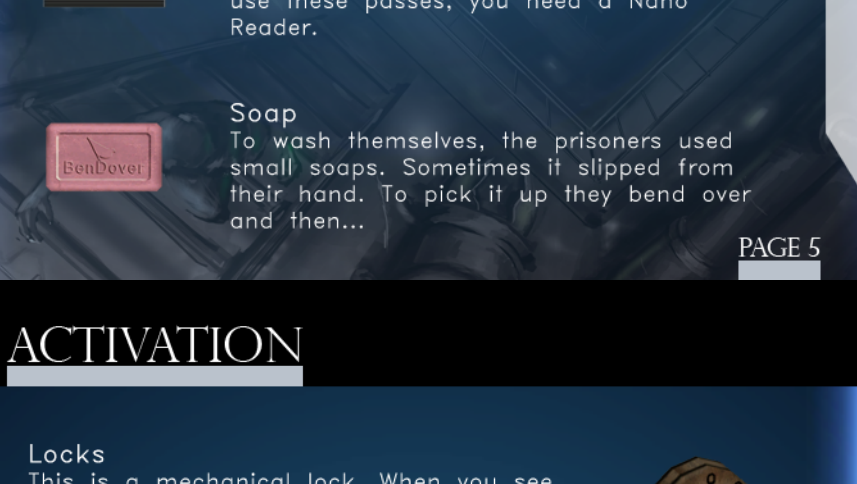 use these passes, you need a Nano
Reader.
Soap
To wash themselves, the prisoners used
small soaps. Sometimes it slipped from
their hand. To pick it up they bend over
and then...
BenDover
PAGE 5
ACTIVATION
Locks
This is a mechanical lock. When you see